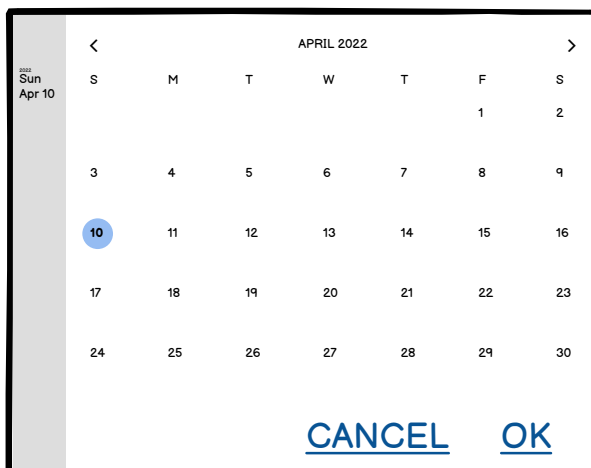 APRIL 2022
2022
Sun
Apr 10
S M T W T F S
1 2
3 4 5 6 7 8 9
10 11 12 13 14 15 16
17 18 19 20 21 22 23
24 25 26 27 28 29 30
CANCEL OK